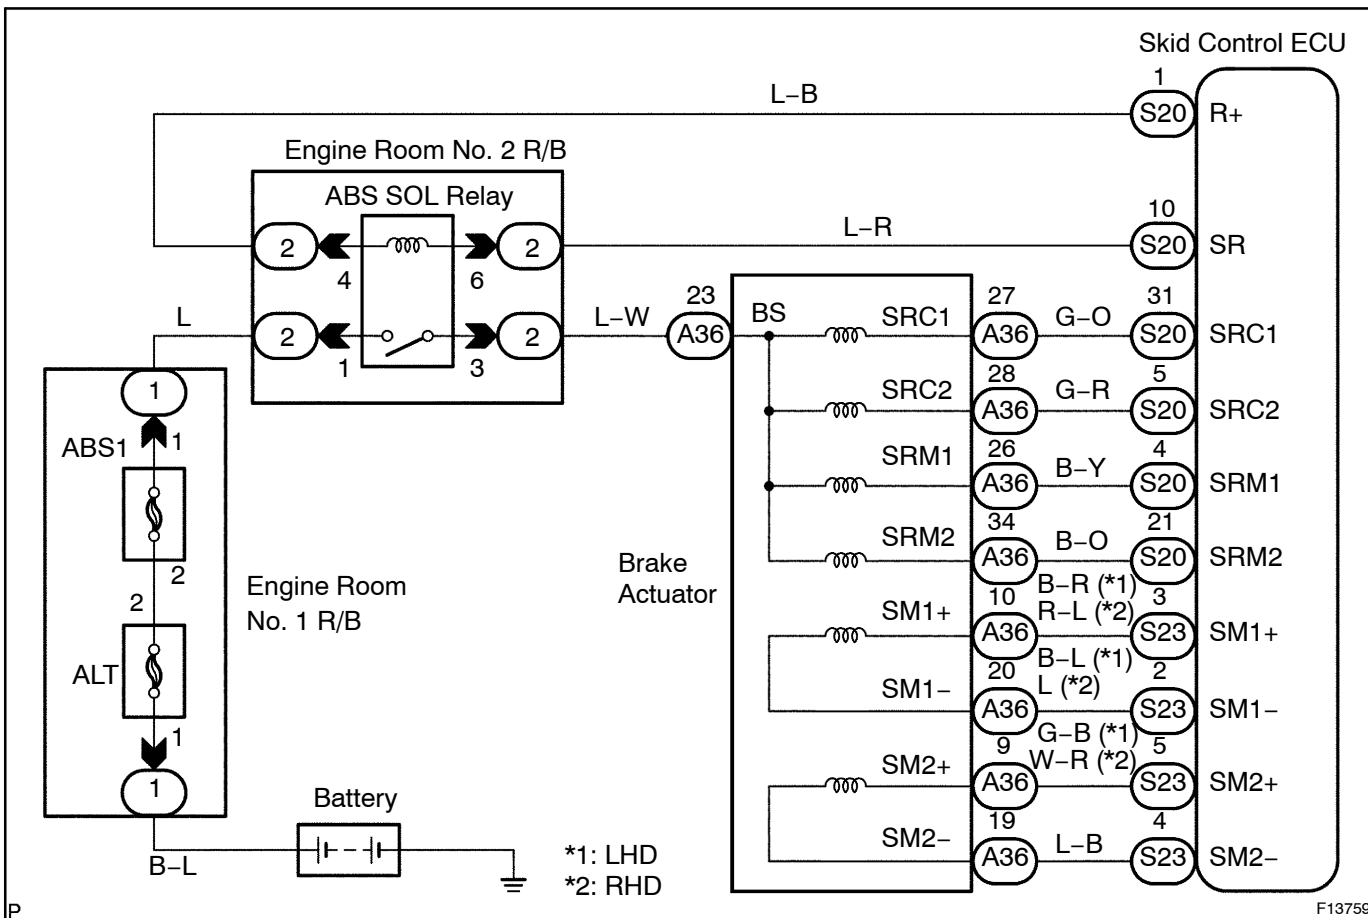 Skid Control ECU
1
L−B
S20 R+
Engine Room No. 2 R/B
ABS SOL Relay
10
L−R
2 2 S20 SR
4 6
23 27 31
L L−W BS SRC1 G−O
2 2 A36 A36 S20 SRC1
1 3
28 5
1 SRC2 G−R
A36 S20 SRC2
ABS1 1
26 4
SRM1 B−Y
A36 S20 SRM1
34 21
SRM2 B−O
2 Brake A36 S20 SRM2
Engine Room Actuator B−R (*1)
2 10 R−L (*2) 3
No. 1 R/B SM1+
A36 S23 SM1+
B−L (*1)
ALT 20 L (*2) 2
SM1−
A36 S23 SM1−
1 G−B (*1)
9 W−R (*2) 5
SM2+
1 A36 S23 SM2+
Battery
19 4
SM2− L−B
*1: LHD A36 S23 SM2−
B−L
*2: RHD
P F13759